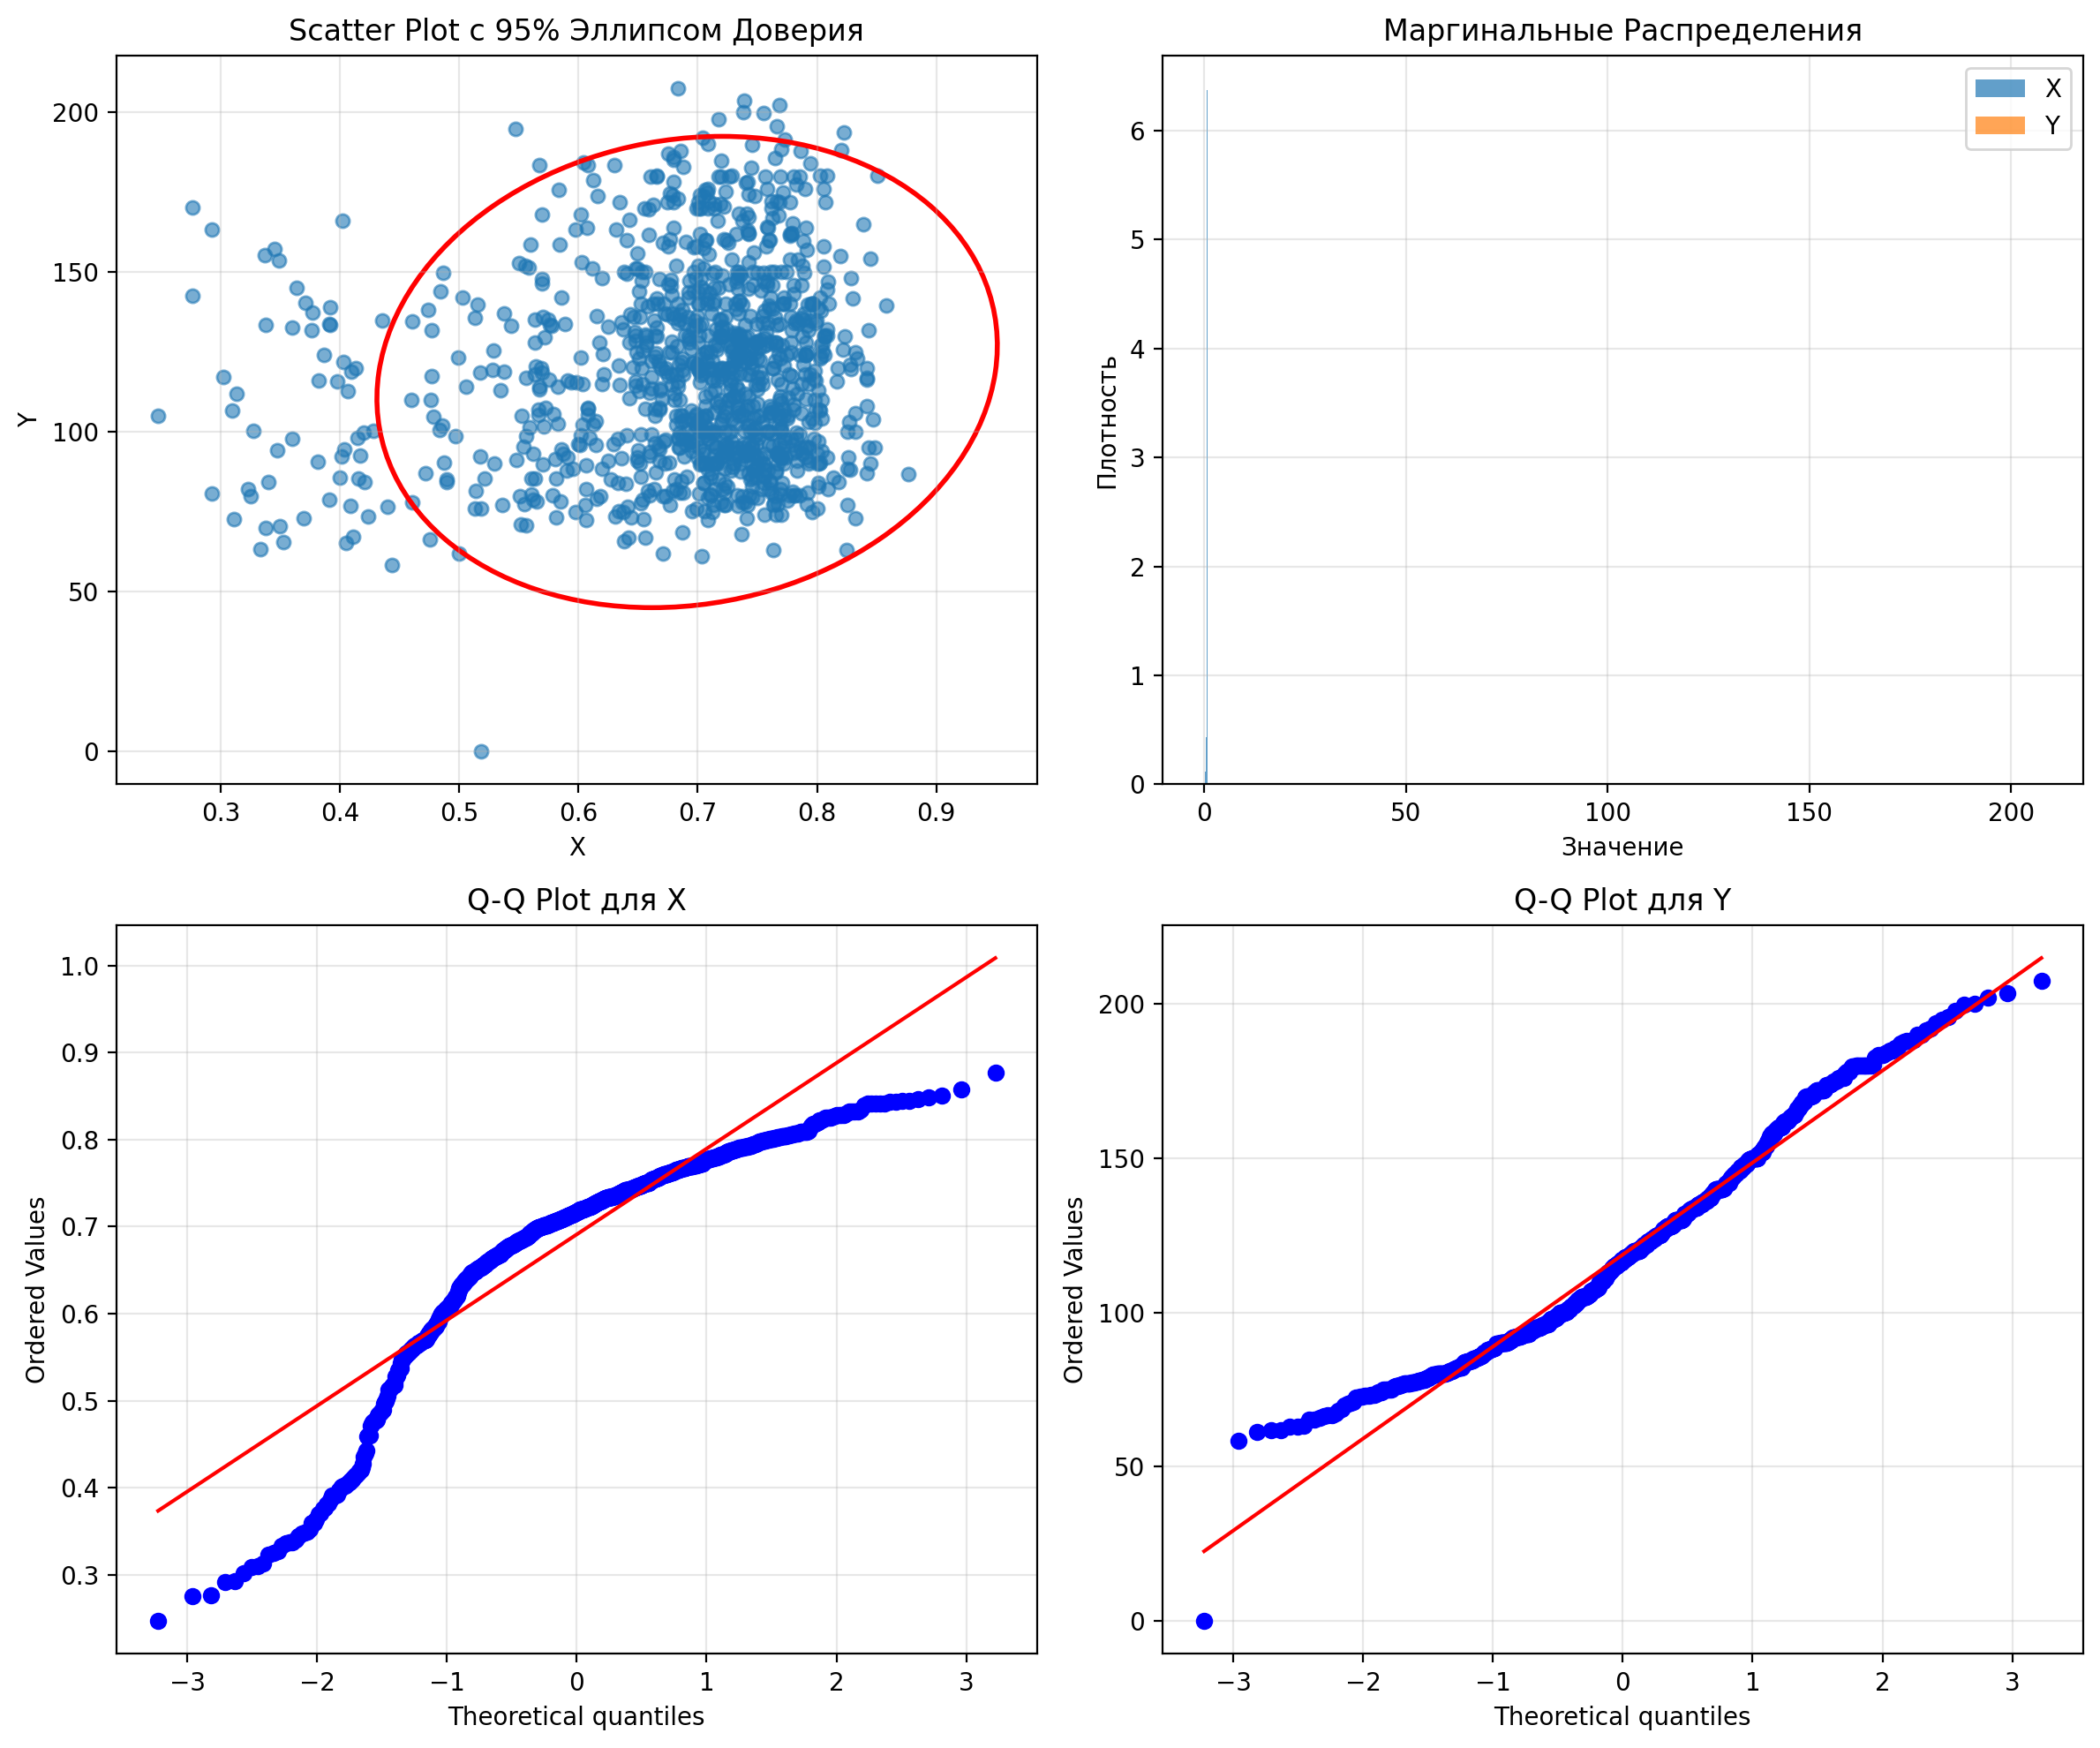 Scatter Plot с 95% Эллипсом Доверия
200
150
100
50
0
Y
0.3 0.4 0.5 0.6 0.7 0.8 0.9
X
Маргинальные Распределения
X
Y
6
5
4
3
2
1
0
Плотность
0 50 100 150 200
Значение
Q-Q Plot для X
1.0
0.9
0.8
0.7
0.6
0.5
0.4
0.3
Ordered Values
−3 −2 −1 0 1 2 3
Theoretical quantiles
Q-Q Plot для Y
200
150
100
50
0
Ordered Values
−3 −2 −1 0 1 2 3
Theoretical quantiles